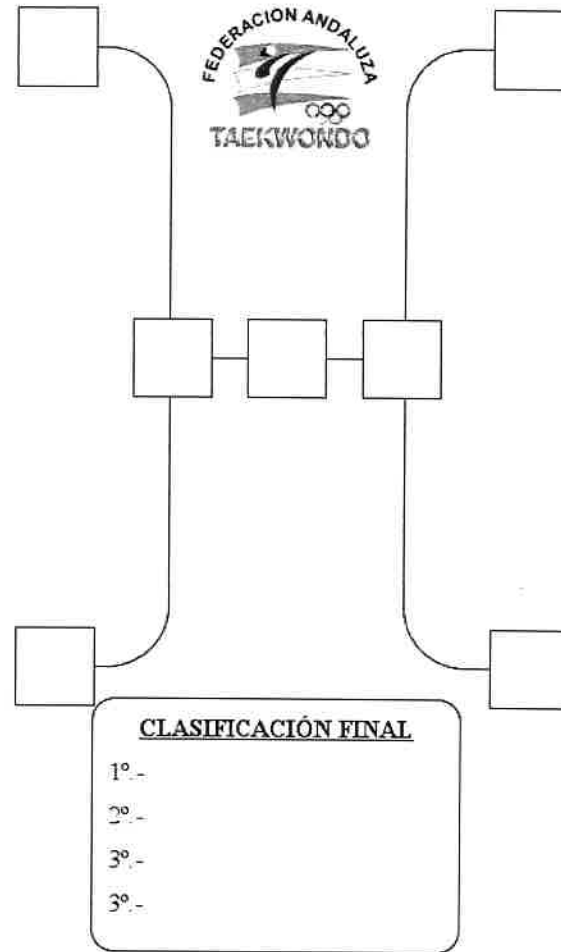 FEDERACION ANDALUZA
TAEKWONDO
CLASIFICACIÓN FINAL
1º.-
2º.-
3º.-
3º.-